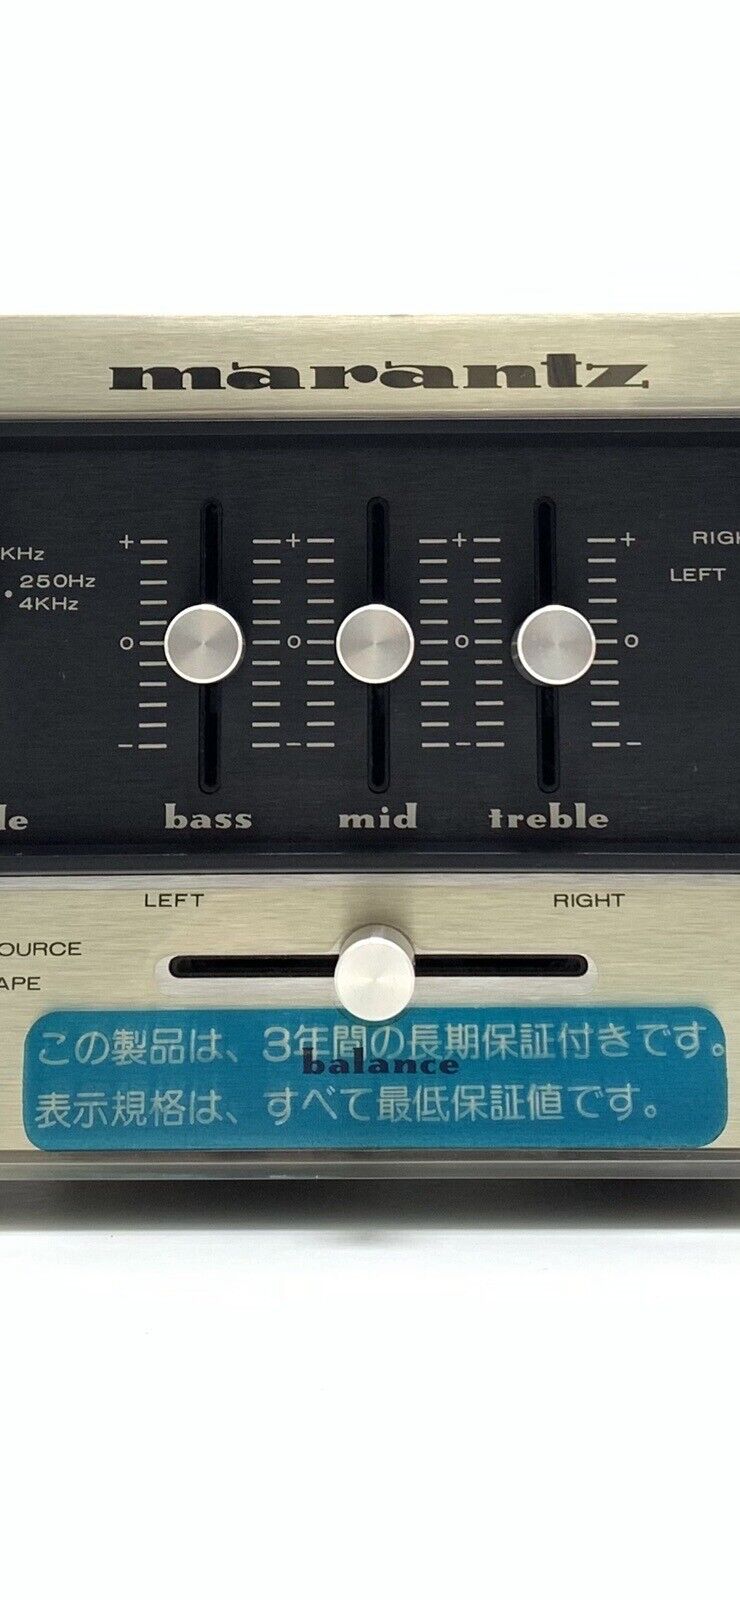 marantz
KHz
• 250Hz
4KHz
+ + + +
RIGH
LEFT
0 0 0 0
− − − −
le bass mid treble
LEFT RIGHT
OURCE
APE
この製品は、3年間の長期保証付きです。
balance
表示規格は、すべて最低保証値です。